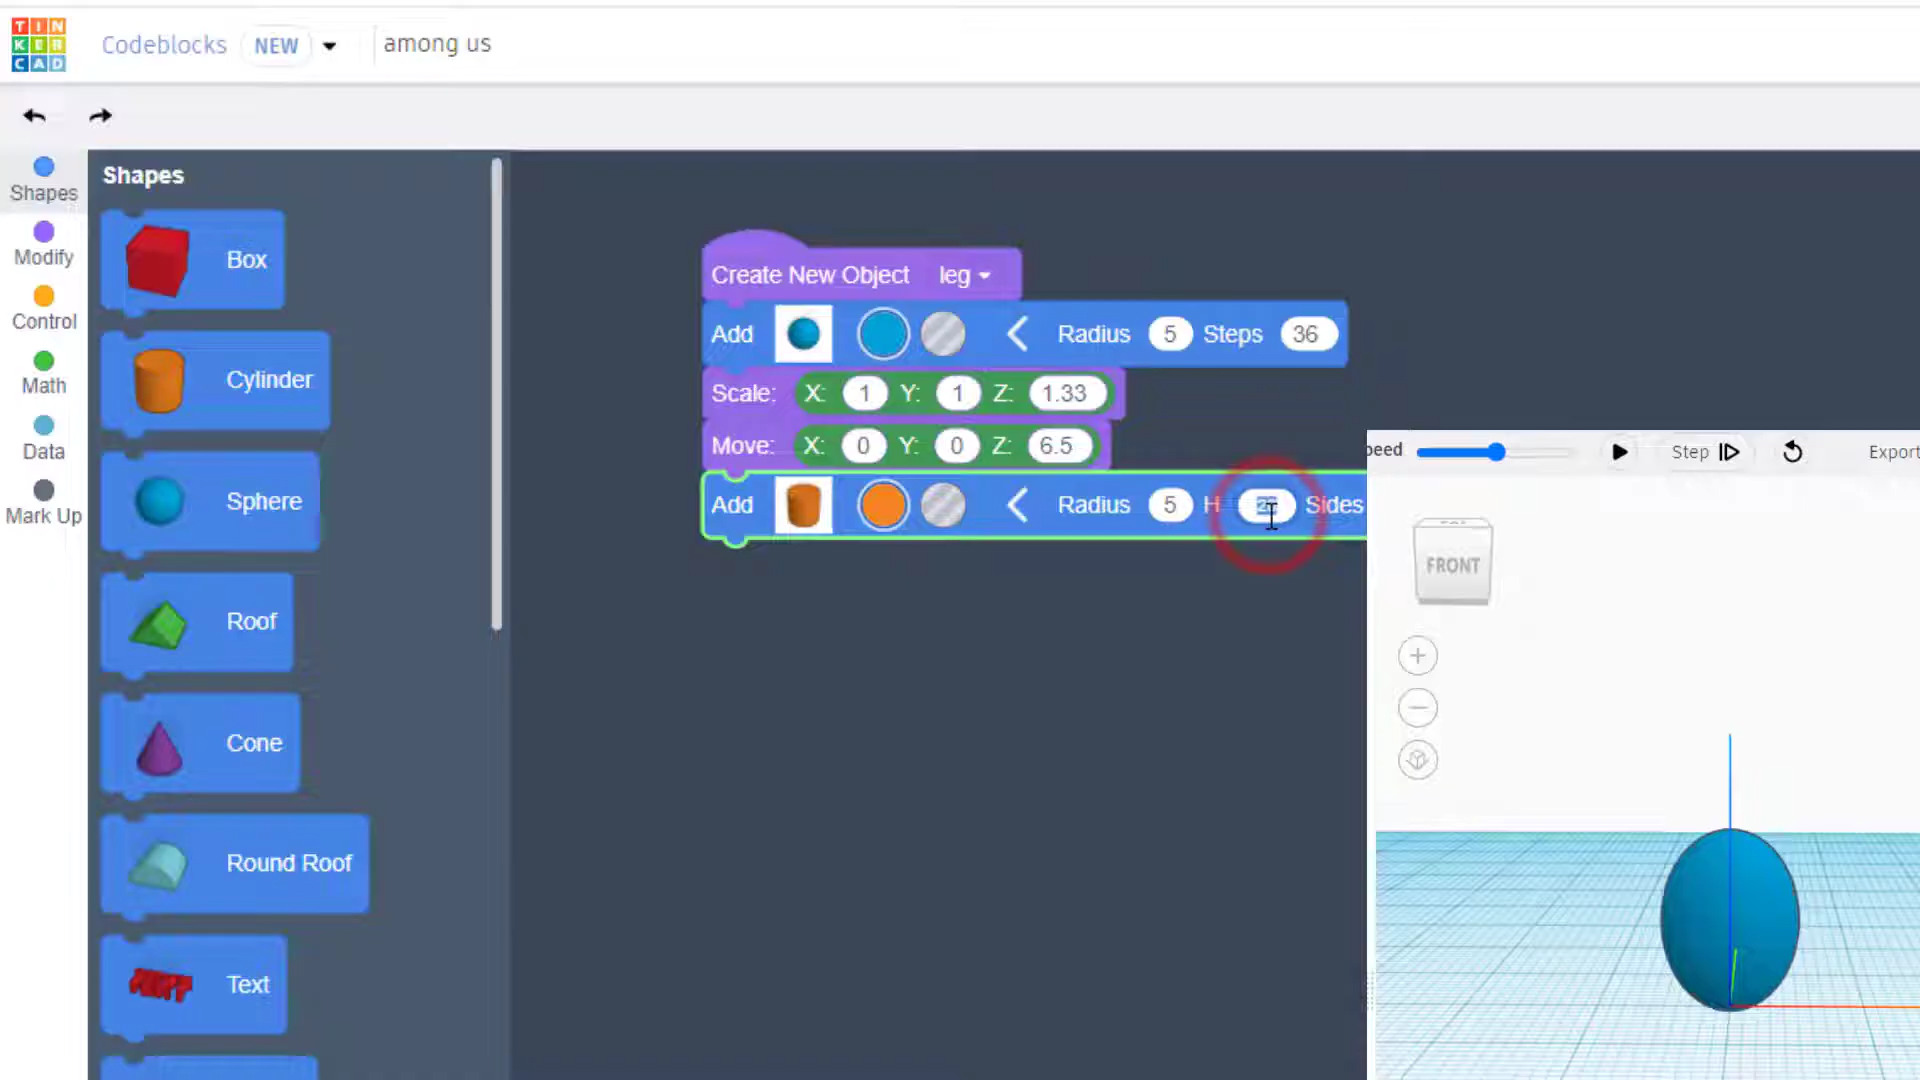 TIN
KER
CAD
Codeblocks NEW among us
Shapes
Modify
Control
Math
Data
Mark Up
Shapes
Box
Cylinder
Sphere
Roof
Cone
Round Roof
Text
Create New Object leg
Add Radius 5 Steps 36
Scale: X: 1 Y: 1 Z: 1.33
Move: X: 0 Y: 0 Z: 6.5
Add Radius 5 H Sides
Step Export
FRONT